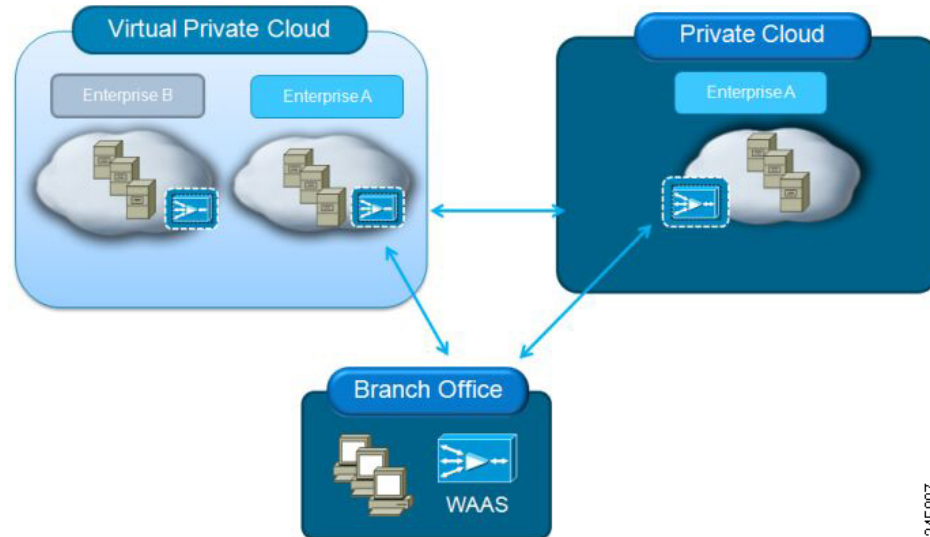 Virtual Private Cloud
Private Cloud
Enterprise B
Enterprise A
Enterprise A
Branch Office
WAAS